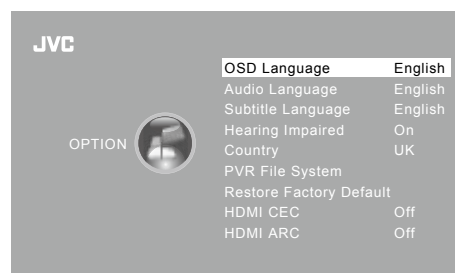 JVC
OPTION
OSD Language English
Audio Language English
Subtitle Language English
Hearing Impaired On
Country UK
PVR File System
Restore Factory Default
HDMI CEC Off
HDMI ARC Off